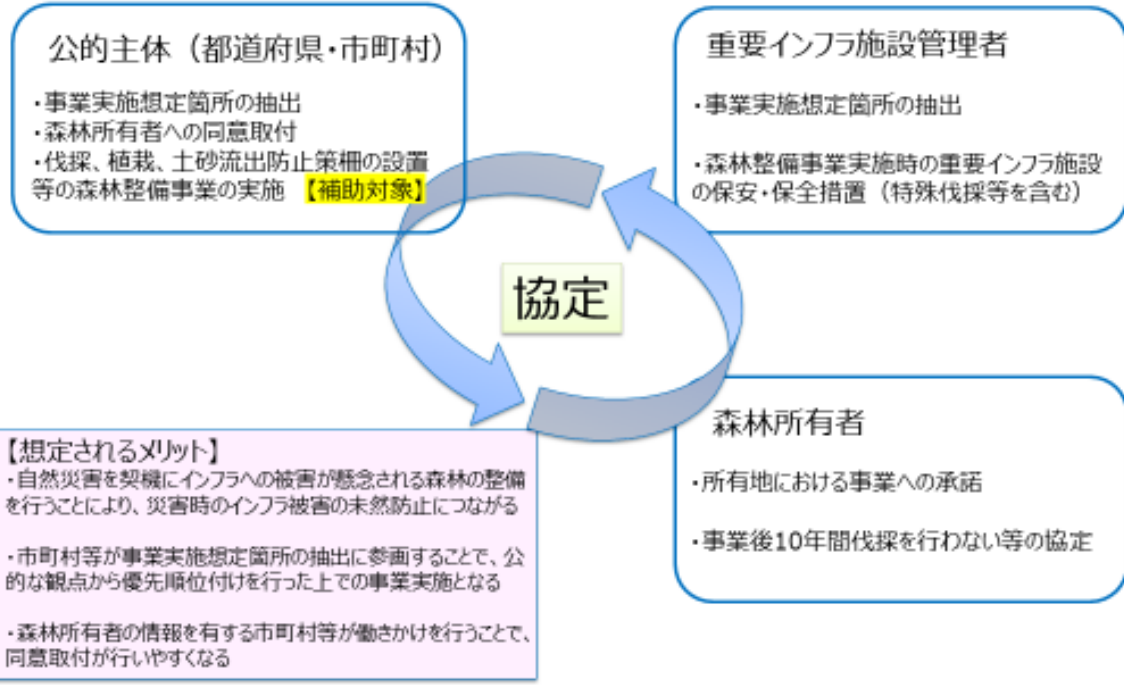 公的主体（都道府県・市町村）
・事業実施想定箇所の抽出
・森林所有者への同意取付
・伐採、植栽、土砂流出防止策柵の設置
等の森林整備事業の実施 【補助対象】
重要インフラ施設管理者
・事業実施想定箇所の抽出
・森林整備事業実施時の重要インフラ施設
の保安・保全措置（特殊伐採等を含む）
協定
森林所有者
・所有地における事業への承諾
・事業後10年間伐採を行わない等の協定
【想定されるメリット】
・自然災害を契機にインフラへの被害が懸念される森林の整備
を行うことにより、災害時のインフラ被害の未然防止につながる
・市町村等が事業実施想定箇所の抽出に参画することで、公
的な観点から優先順位付けを行った上での事業実施となる
・森林所有者の情報を有する市町村等が働きかけを行うことで、
同意取付が行いやすくなる